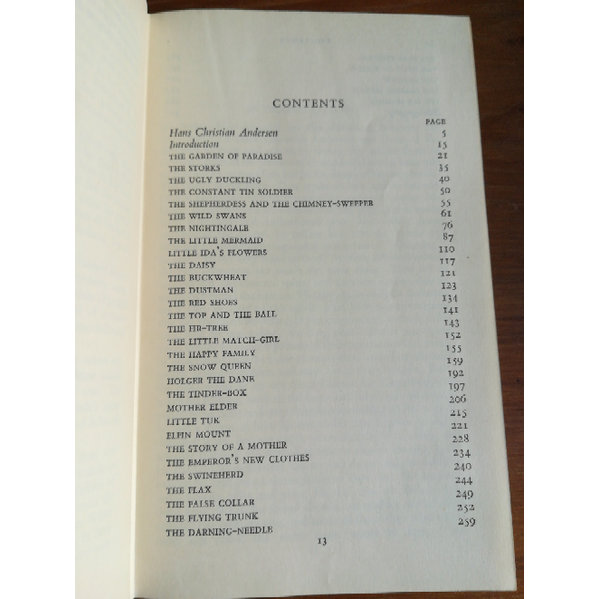 CONTENTS
PAGE
Hans Christian Andersen 5
Introduction 15
THE GARDEN OF PARADISE 21
THE STORKS 35
THE UGLY DUCKLING 40
THE CONSTANT TIN SOLDIER 50
THE SHEPHERDESS AND THE CHIMNEY-SWEEPER 55
THE WILD SWANS 61
THE NIGHTINGALE 76
THE LITTLE MERMAID 87
LITTLE IDA'S FLOWERS 110
THE DAISY 117
THE BUCKWHEAT 121
THE DUSTMAN 123
THE RED SHOES 134
THE TOP AND THE BALL 141
THE FIR-TREE 143
THE LITTLE MATCH-GIRL 152
THE HAPPY FAMILY 155
THE SNOW QUEEN 159
HOLGER THE DANE 192
THE TINDER-BOX 197
MOTHER ELDER 206
LITTLE TUK 215
ELFIN MOUNT 221
THE STORY OF A MOTHER 228
THE EMPEROR'S NEW CLOTHES 234
THE SWINEHERD 240
THE FLAX 244
THE FALSE COLLAR 249
THE FLYING TRUNK 252
THE DARNING-NEEDLE 259
13